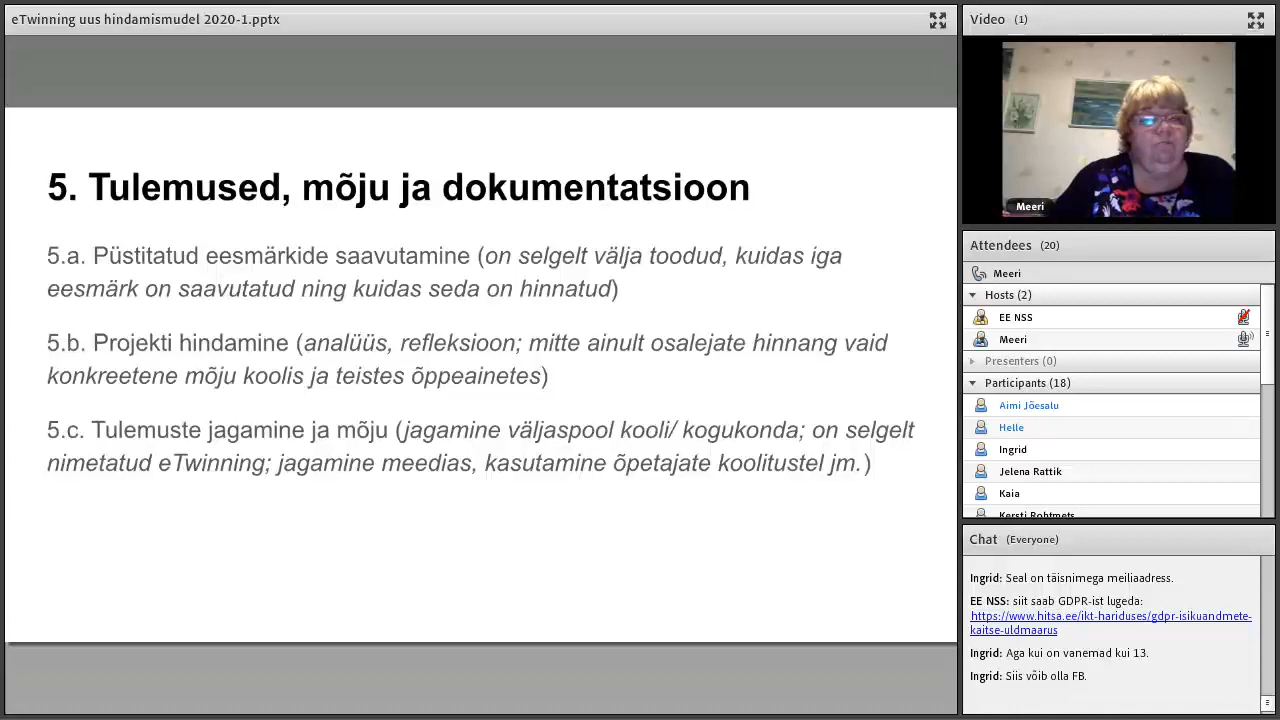 eTwinning uus hindamismudel 2020-1.pptx
5. Tulemused, mõju ja dokumentatsioon
5.a. Püstitatud eesmärkide saavutamine (on selgelt välja toodud, kuidas iga
eesmärk on saavutatud ning kuidas seda on hinnatud)
5.b. Projekti hindamine (analüüs, refleksioon; mitte ainult osalejate hinnang vaid
konkreetene mõju koolis ja teistes õppeainetes)
5.c. Tulemuste jagamine ja mõju (jagamine väljaspool kooli/ kogukonda; on selgelt
nimetatud eTwinning; jagamine meedias, kasutamine õpetajate koolitustel jm.)
Video (1)
Meeri
Attendees (20)
Meeri
Hosts (2)
EE NSS
Meeri
Presenters (0)
Participants (18)
Aimi Jõesalu
Helle
Ingrid
Jelena Rattik
Kaia
Kersti Rohtmets
Chat (Everyone)
Ingrid: Seal on täisnimega meiliaadress.
EE NSS: siit saab GDPR-ist lugeda:
https://www.hitsa.ee/ikt-hariduses/gdpr-isikuandmete-
kaitse-uldmaarus
Ingrid: Aga kui on vanemad kui 13.
Ingrid: Siis võib olla FB.